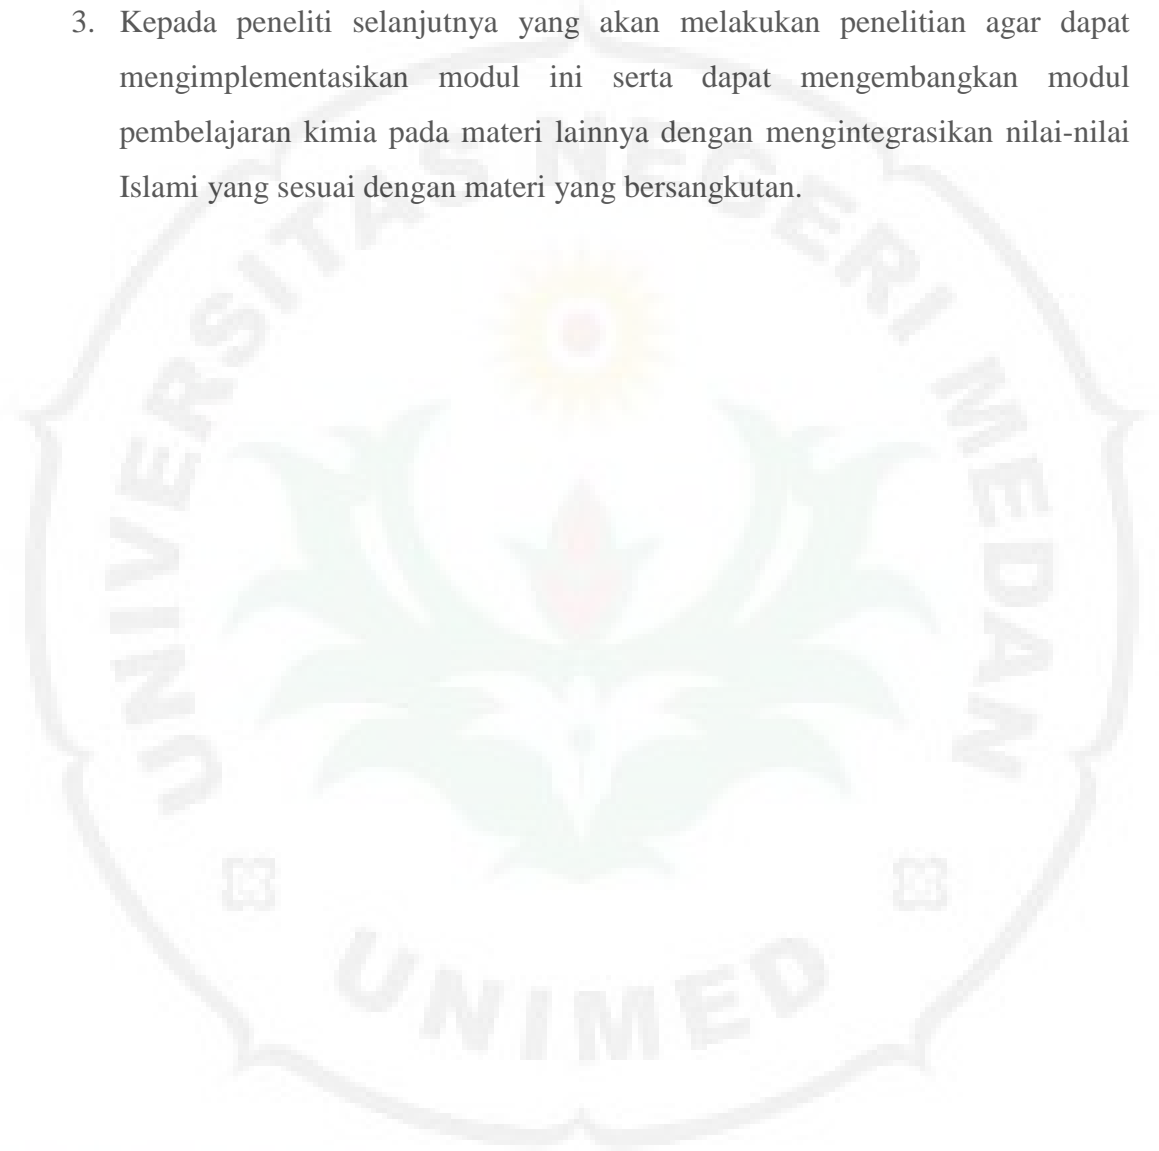 3. Kepada peneliti selanjutnya yang akan melakukan penelitian agar dapat
mengimplementasikan modul ini serta dapat mengembangkan modul
pembelajaran kimia pada materi lainnya dengan mengintegrasikan nilai-nilai
Islami yang sesuai dengan materi yang bersangkutan.
UNIVERSITAS NEGERI MEDAN
UNIMED